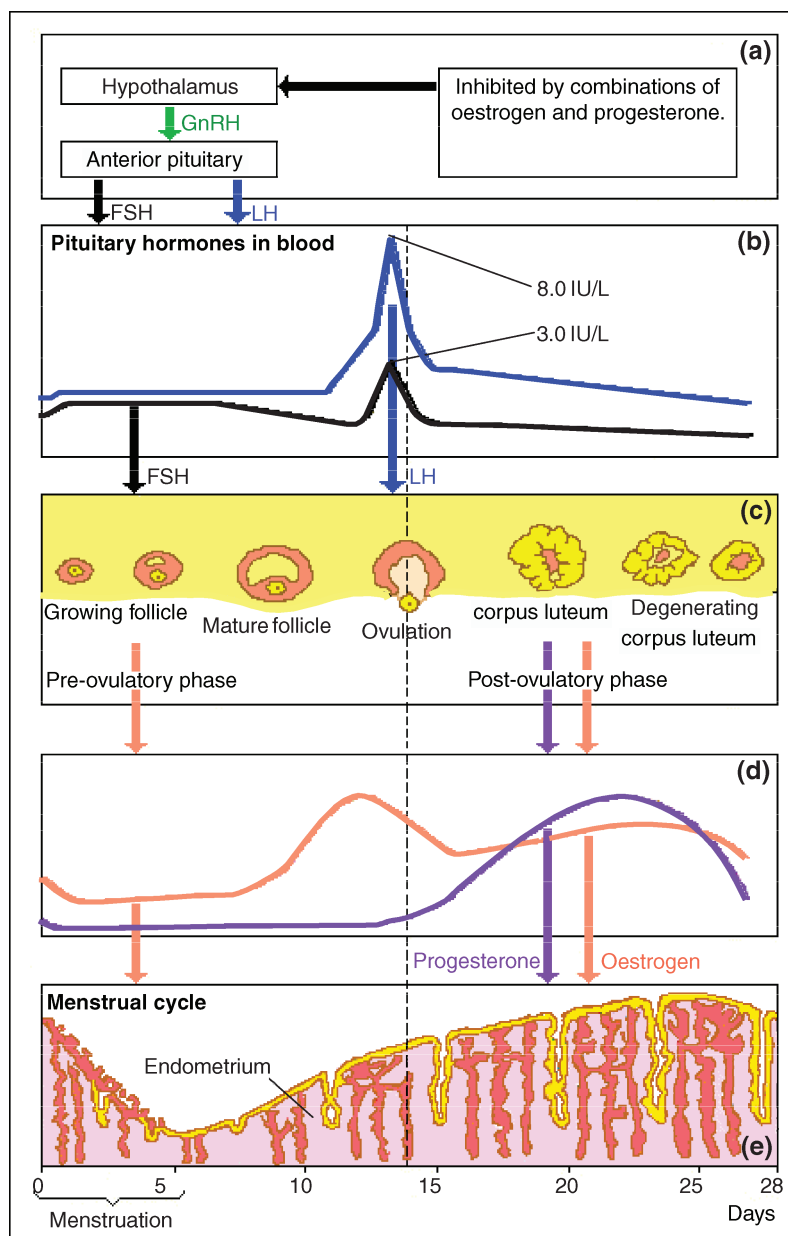 (a)
Hypothalamus
Inhibited by combinations of
oestrogen and progesterone.
GnRH
Anterior pituitary
FSH
LH
Pituitary hormones in blood
(b)
8.0 IU/L
3.0 IU/L
FSH
LH
(c)
Growing follicle
Mature follicle
Ovulation
corpus luteum
Degenerating
corpus luteum
Pre-ovulatory phase
Post-ovulatory phase
(d)
Progesterone
Oestrogen
Menstrual cycle
Endometrium
(e)
0 5 10 15 20 25 28
Menstruation
Days